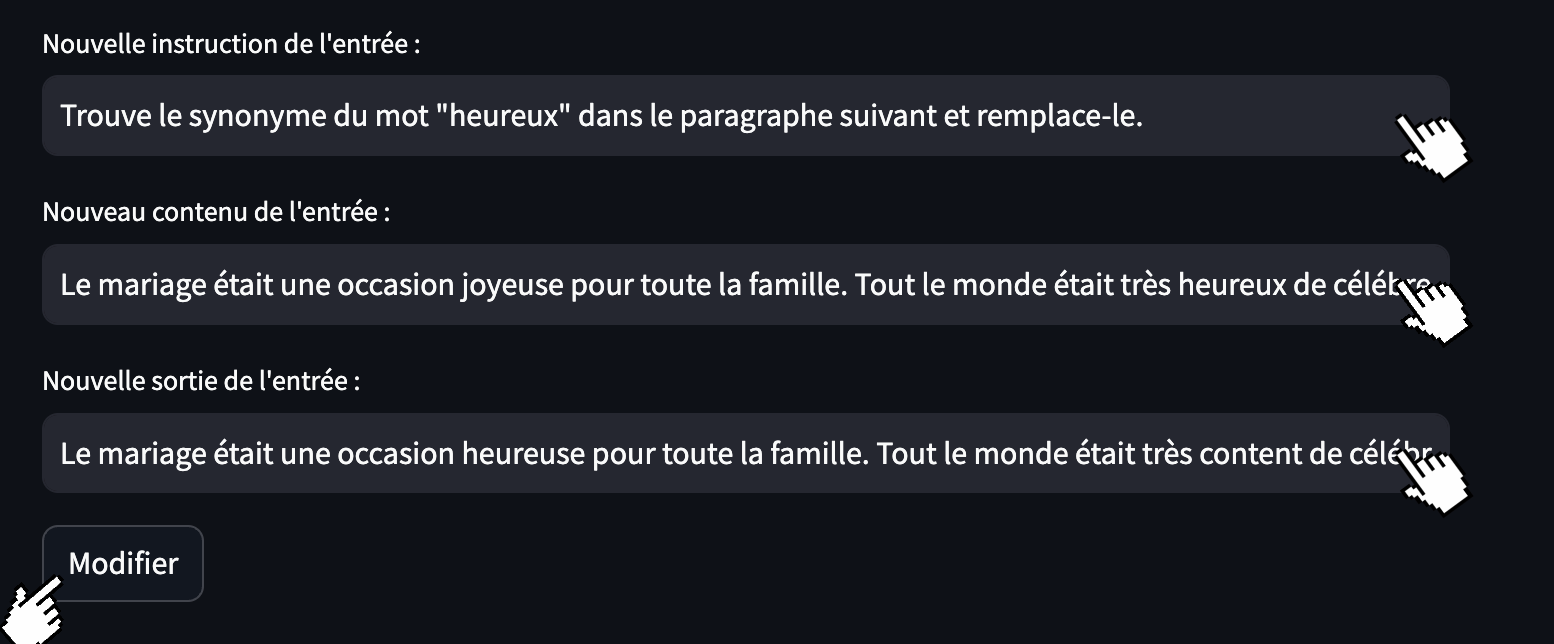 Nouvelle instruction de l'entrée :
Trouve le synonyme du mot "heureux" dans le paragraphe suivant et remplace-le.
Nouveau contenu de l'entrée :
Le mariage était une occasion joyeuse pour toute la famille. Tout le monde était très heureux de célébre
Nouvelle sortie de l'entrée :
Le mariage était une occasion heureuse pour toute la famille. Tout le monde était très content de célébr
Modifier